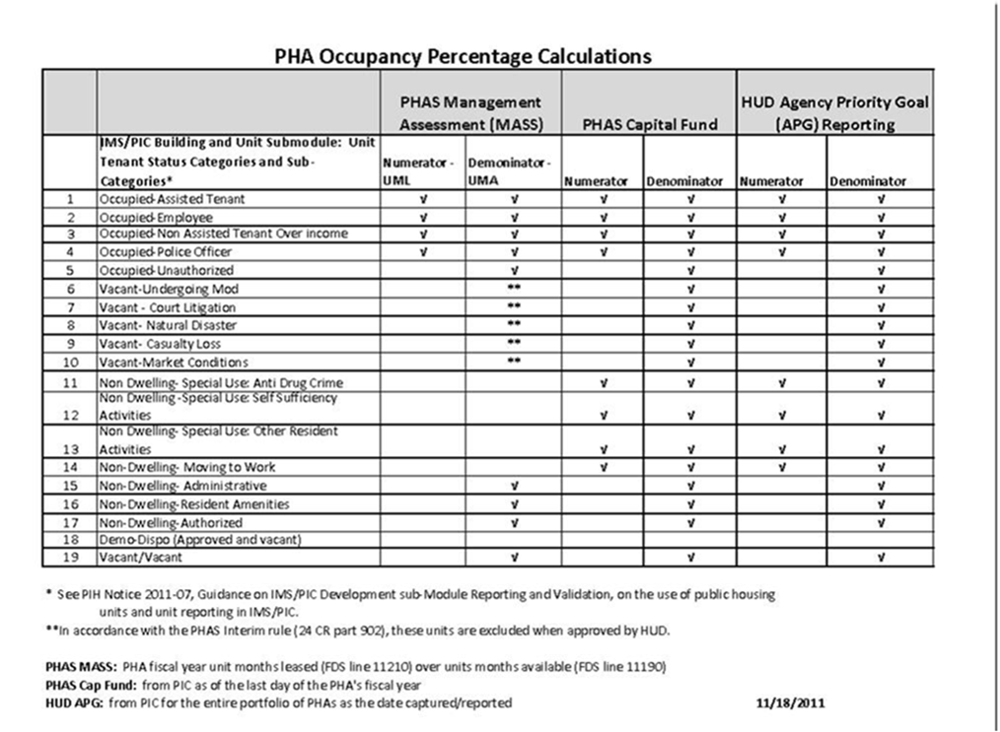 PHA Occupancy Percentage Calculations
PHAS Management Assessment (MASS) PHAS Capital Fund HUD Agency Priority Goal (APG) Reporting
IMS/PIC Building and Unit Submodule: Unit Tenant Status Categories and Sub-Categories* Numerator - UML Demoninator - UMA Numerator Denominator Numerator Denominator
1 Occupied-Assisted Tenant √ √ √ √ √ √
2 Occupied-Employee √ √ √ √ √ √
3 Occupied-Non Assisted Tenant Over income √ √ √ √ √ √
4 Occupied-Police Officer √ √ √ √ √ √
5 Occupied-Unauthorized √ √ √
6 Vacant-Undergoing Mod ** √ √
7 Vacant - Court Litigation ** √ √
8 Vacant- Natural Disaster ** √ √
9 Vacant- Casualty Loss ** √ √
10 Vacant-Market Conditions ** √ √
11 Non Dwelling- Special Use: Anti Drug Crime √ √ √ √
12 Non Dwelling -Special Use: Self Sufficiency Activities √ √ √ √
13 Non Dwelling- Special Use: Other Resident Activities √ √ √ √
14 Non-Dwelling- Moving to Work √ √ √ √
15 Non-Dwelling- Administrative √ √ √
16 Non-Dwelling-Resident Amenities √ √ √
17 Non-Dwelling-Authorized √ √ √
18 Demo-Dispo (Approved and vacant)
19 Vacant/Vacant √ √ √
* See PIH Notice 2011-07, Guidance on IMS/PIC Development sub-Module Reporting and Validation, on the use of public housing
units and unit reporting in IMS/PIC.
**In accordance with the PHAS Interim rule (24 CR part 902), these units are excluded when approved by HUD.
PHAS MASS: PHA fiscal year unit months leased (FDS line 11210) over units months available (FDS line 11190)
PHAS Cap Fund: from PIC as of the last day of the PHA's fiscal year
HUD APG: from PIC for the entire portfolio of PHAs as the date captured/reported 11/18/2011